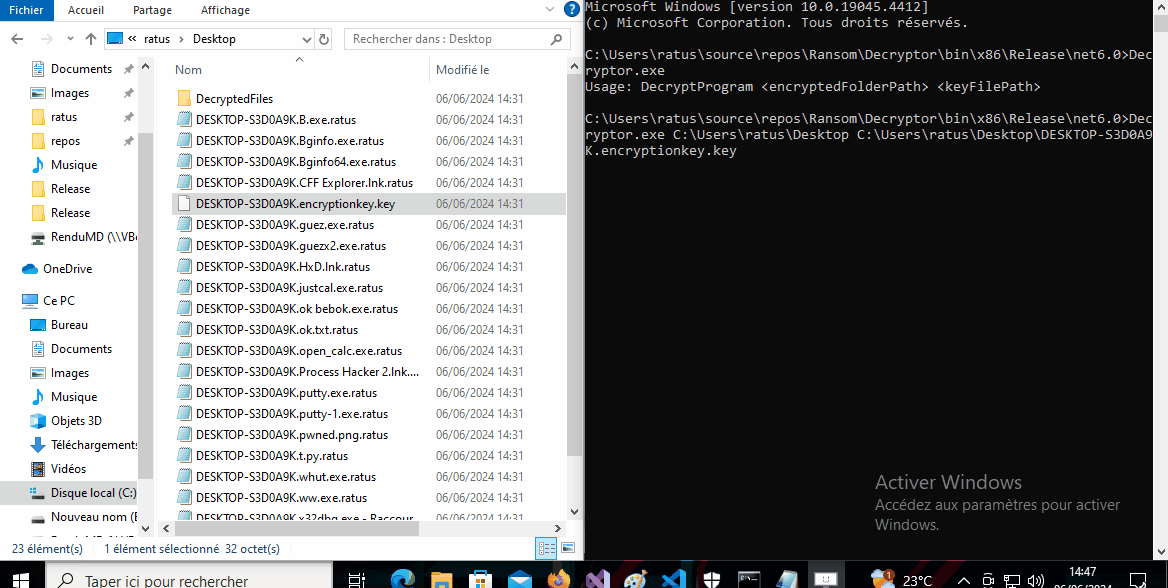 Fichier Accueil Partage Affichage
« ratus > Desktop
Rechercher dans : Desktop
Documents
Images
ratus
repos
Musique
Release
Release
RenduMD (\\VB
OneDrive
Ce PC
Bureau
Documents
Images
Musique
Objets 3D
Téléchargements
Vidéos
Disque local (C:)
Nouveau nom (E
Nom Modifié le
DecryptedFiles 06/06/2024 14:31
DESKTOP-S3D0A9K.B.exe.ratus 06/06/2024 14:31
DESKTOP-S3D0A9K.Bginfo.exe.ratus 06/06/2024 14:31
DESKTOP-S3D0A9K.Bginfo64.exe.ratus 06/06/2024 14:31
DESKTOP-S3D0A9K.CFF Explorer.lnk.ratus 06/06/2024 14:31
DESKTOP-S3D0A9K.encryptionkey.key 06/06/2024 14:31
DESKTOP-S3D0A9K.guez.exe.ratus 06/06/2024 14:31
DESKTOP-S3D0A9K.guezx2.exe.ratus 06/06/2024 14:31
DESKTOP-S3D0A9K.HxD.lnk.ratus 06/06/2024 14:31
DESKTOP-S3D0A9K.justcal.exe.ratus 06/06/2024 14:31
DESKTOP-S3D0A9K.ok bebok.exe.ratus 06/06/2024 14:31
DESKTOP-S3D0A9K.ok.txt.ratus 06/06/2024 14:31
DESKTOP-S3D0A9K.open_calc.exe.ratus 06/06/2024 14:31
DESKTOP-S3D0A9K.Process Hacker 2.lnk.... 06/06/2024 14:31
DESKTOP-S3D0A9K.putty.exe.ratus 06/06/2024 14:31
DESKTOP-S3D0A9K.putty-1.exe.ratus 06/06/2024 14:31
DESKTOP-S3D0A9K.pwned.png.ratus 06/06/2024 14:31
DESKTOP-S3D0A9K.t.py.ratus 06/06/2024 14:31
DESKTOP-S3D0A9K.whut.exe.ratus 06/06/2024 14:31
DESKTOP-S3D0A9K.ww.exe.ratus 06/06/2024 14:31
DESKTOP-S3D0A9K.x32dbg.exe - Raccour 06/06/2024 14:31
23 élément(s) 1 élément sélectionné 32 octet(s)
Microsoft Windows [version 10.0.19045.4412]
(c) Microsoft Corporation. Tous droits réservés.
C:\Users\ratus\source\repos\Ransom\Decryptor\bin\x86\Release\net6.0>Dec
ryptor.exe
Usage: DecryptProgram <encryptedFolderPath> <keyFilePath>
C:\Users\ratus\source\repos\Ransom\Decryptor\bin\x86\Release\net6.0>Dec
ryptor.exe C:\Users\ratus\Desktop C:\Users\ratus\Desktop\DESKTOP-S3D0A9
K.encryptionkey.key
Activer Windows
Accédez aux paramètres pour activer
Windows.
Taper ici pour rechercher
1
23°C
14:47